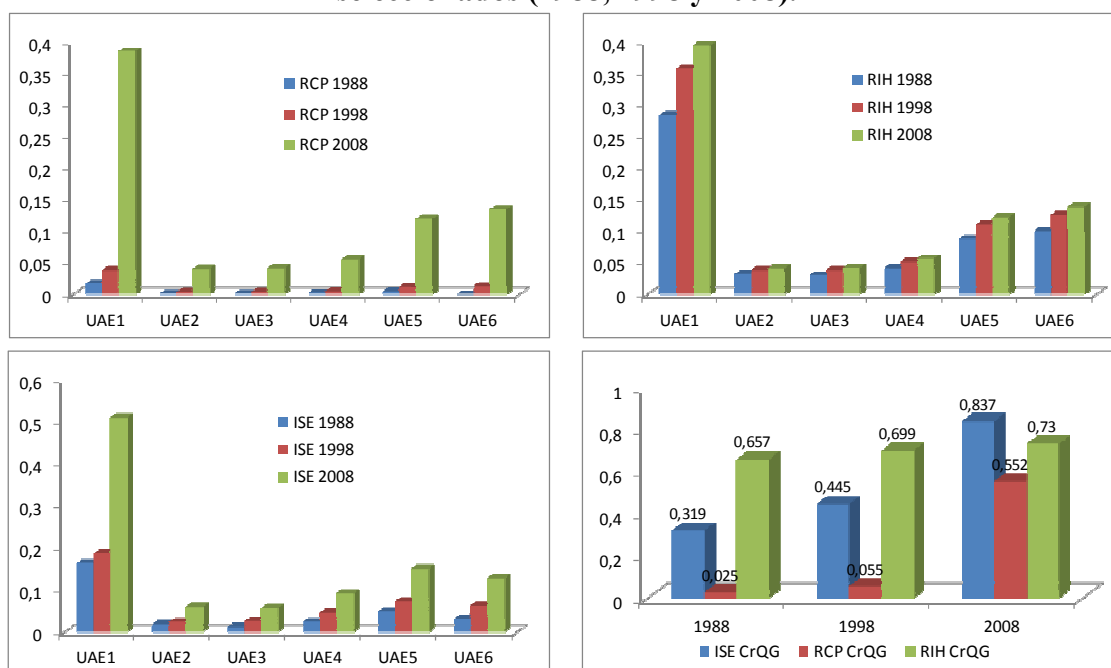 seleccionados (1988, 1998 y 2008).
0,4
0,35
0,3
0,25
0,2
0,15
0,1
0,05
0
RCP 1988
RCP 1998
RCP 2008
UAE1 UAE2 UAE3 UAE4 UAE5 UAE6
0,4
0,35
0,3
0,25
0,2
0,15
0,1
0,05
0
RIH 1988
RIH 1998
RIH 2008
UAE1 UAE2 UAE3 UAE4 UAE5 UAE6
0,6
0,5
0,4
0,3
0,2
0,1
0
ISE 1988
ISE 1998
ISE 2008
UAE1 UAE2 UAE3 UAE4 UAE5 UAE6
1
0,8
0,6
0,4
0,2
0
0,319
0,025
0,657
0,445
0,055
0,699
0,837
0,552
0,73
1988 1998 2008
ISE CrQG RCP CrQG RIH CrQG